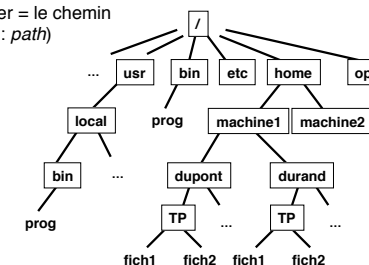 er = le chemin
: path)
/
... usr bin etc home op
local prog machine1 machine2
bin ... dupont durand
prog TP ... TP ...
fich1 fich2 fich1 fich2